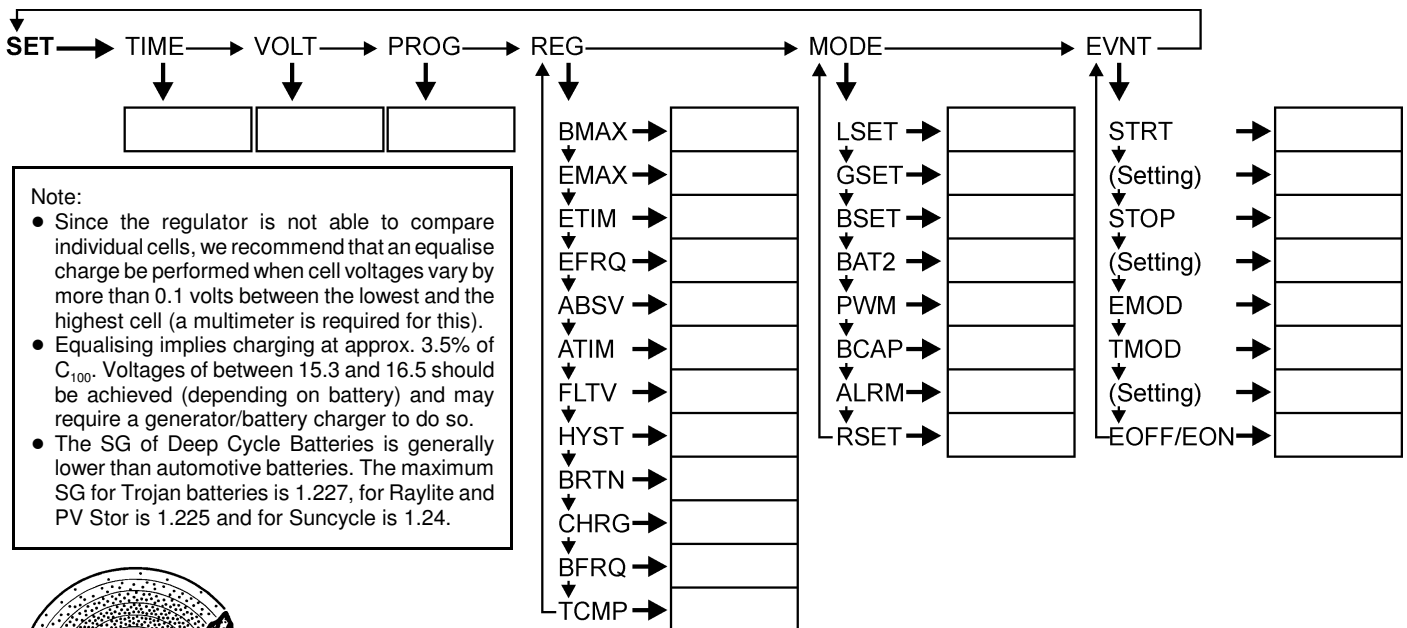 SET TIME VOLT PROG REG MODE EVNT
BMAX
EMAX
ETIM
EFRQ
ABSV
ATIM
FLTV
HYST
BRTN
CHRG
BFRQ
TCMP
LSET
GSET
BSET
BAT2
PWM
BCAP
ALRM
RSET
STRT
(Setting)
STOP
(Setting)
EMOD
TMOD
(Setting)
EOFF/EON
Note:
● Since the regulator is not able to compare
individual cells, we recommend that an equalise
charge be performed when cell voltages vary by
more than 0.1 volts between the lowest and the
highest cell (a multimeter is required for this).
● Equalising implies charging at approx. 3.5% of
C₁₀₀. Voltages of between 15.3 and 16.5 should
be achieved (depending on battery) and may
require a generator/battery charger to do so.
● The SG of Deep Cycle Batteries is generally
lower than automotive batteries. The maximum
SG for Trojan batteries is 1.227, for Raylite and
PV Stor is 1.225 and for Suncycle is 1.24.